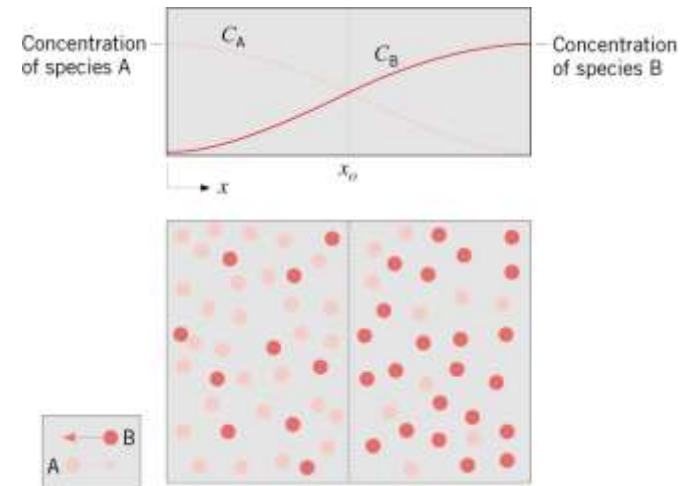 Concentration
of species A
C_A
C_B
Concentration
of species B
x_o
x
B
A